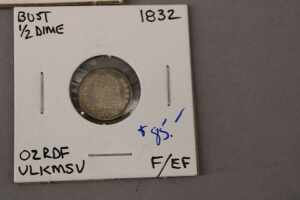 BUST 1832
1/2 DIME
OZRDF
VLKMSV F/EF